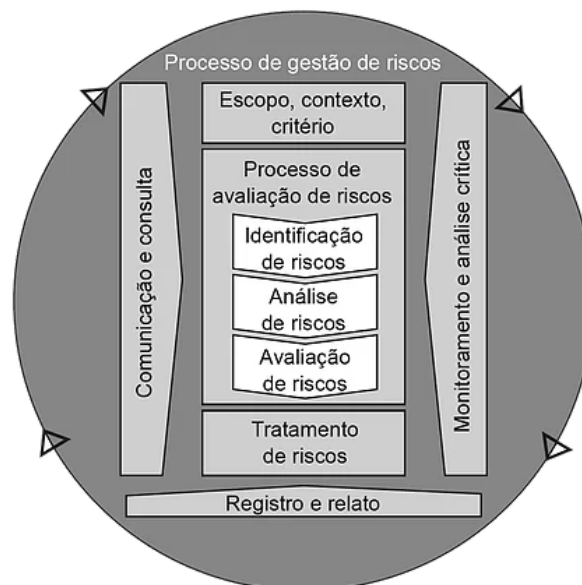 Processo de gestão de riscos
Escopo, contexto,
critério
Processo de
avaliação de riscos
Identificação
de riscos
Análise
de riscos
Avaliação
de riscos
Tratamento
de riscos
Comunicação e consulta
Monitoramento e análise crítica
Registro e relato